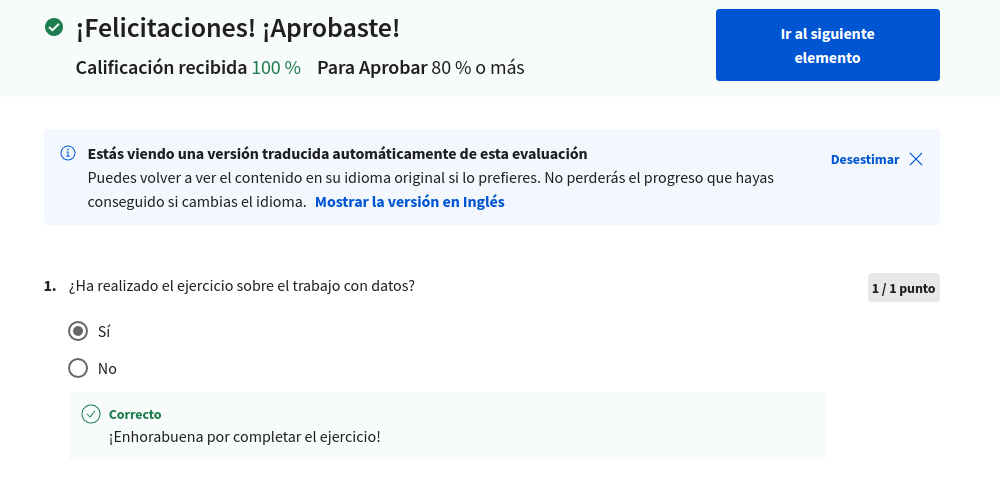 ¡Felicitaciones! ¡Aprobaste!
Calificación recibida 100 % Para Aprobar 80 % o más
Ir al siguiente
elemento
Estás viendo una versión traducida automáticamente de esta evaluación
Puedes volver a ver el contenido en su idioma original si lo prefieres. No perderás el progreso que hayas
conseguido si cambias el idioma. Mostrar la versión en Inglés
Desestimar
1. ¿Ha realizado el ejercicio sobre el trabajo con datos?
1 / 1 punto
Sí
No
Correcto
¡Enhorabuena por completar el ejercicio!